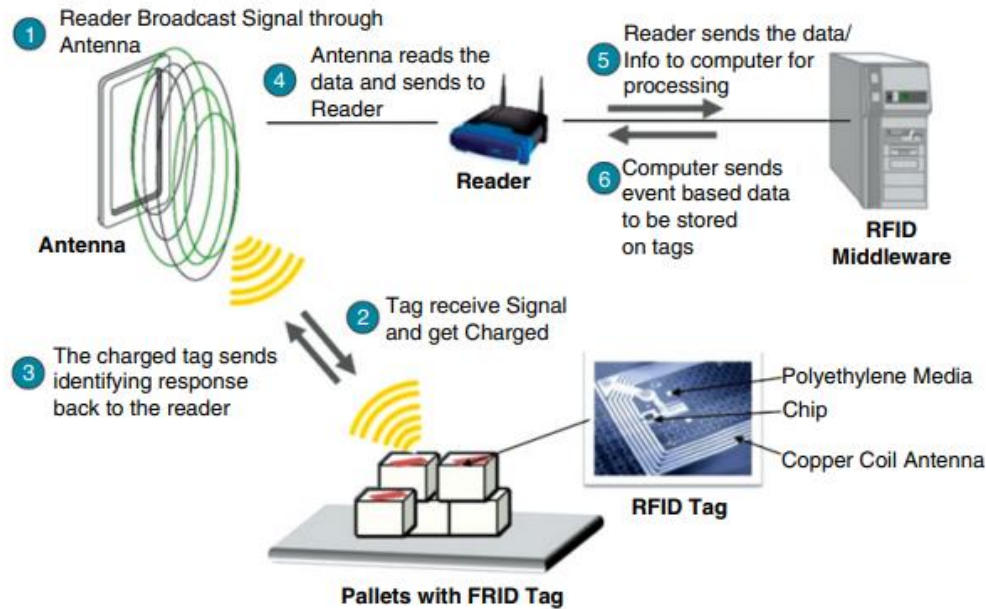 1
Reader Broadcast Signal through
Antenna
4
Antenna reads the
data and sends to
Reader
5
Reader sends the data/
Info to computer for
processing
Reader
6
Computer sends
event based data
to be stored
on tags
Antenna
RFID
Middleware
2
Tag receive Signal
and get Charged
3
The charged tag sends
identifying response
back to the reader
Polyethylene Media
Chip
Copper Coil Antenna
RFID Tag
Pallets with FRID Tag